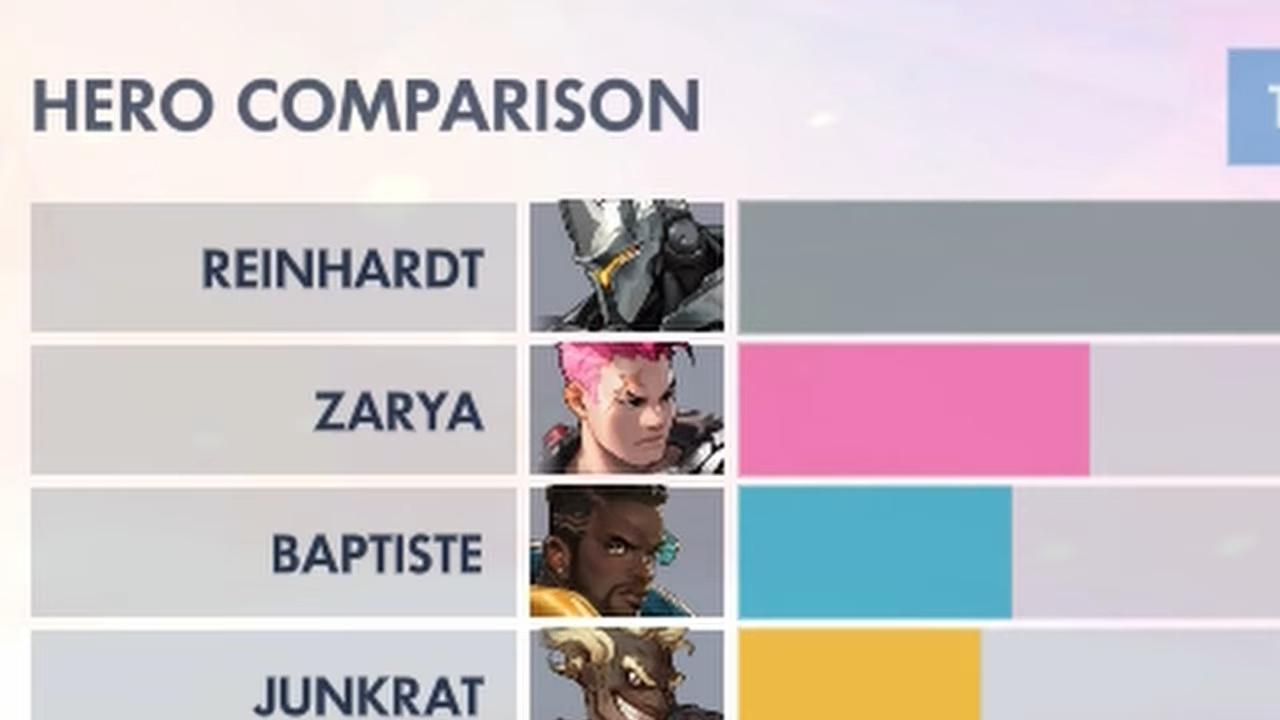 HERO COMPARISON
REINHARDT
ZARYA
BAPTISTE
JUNKRAT